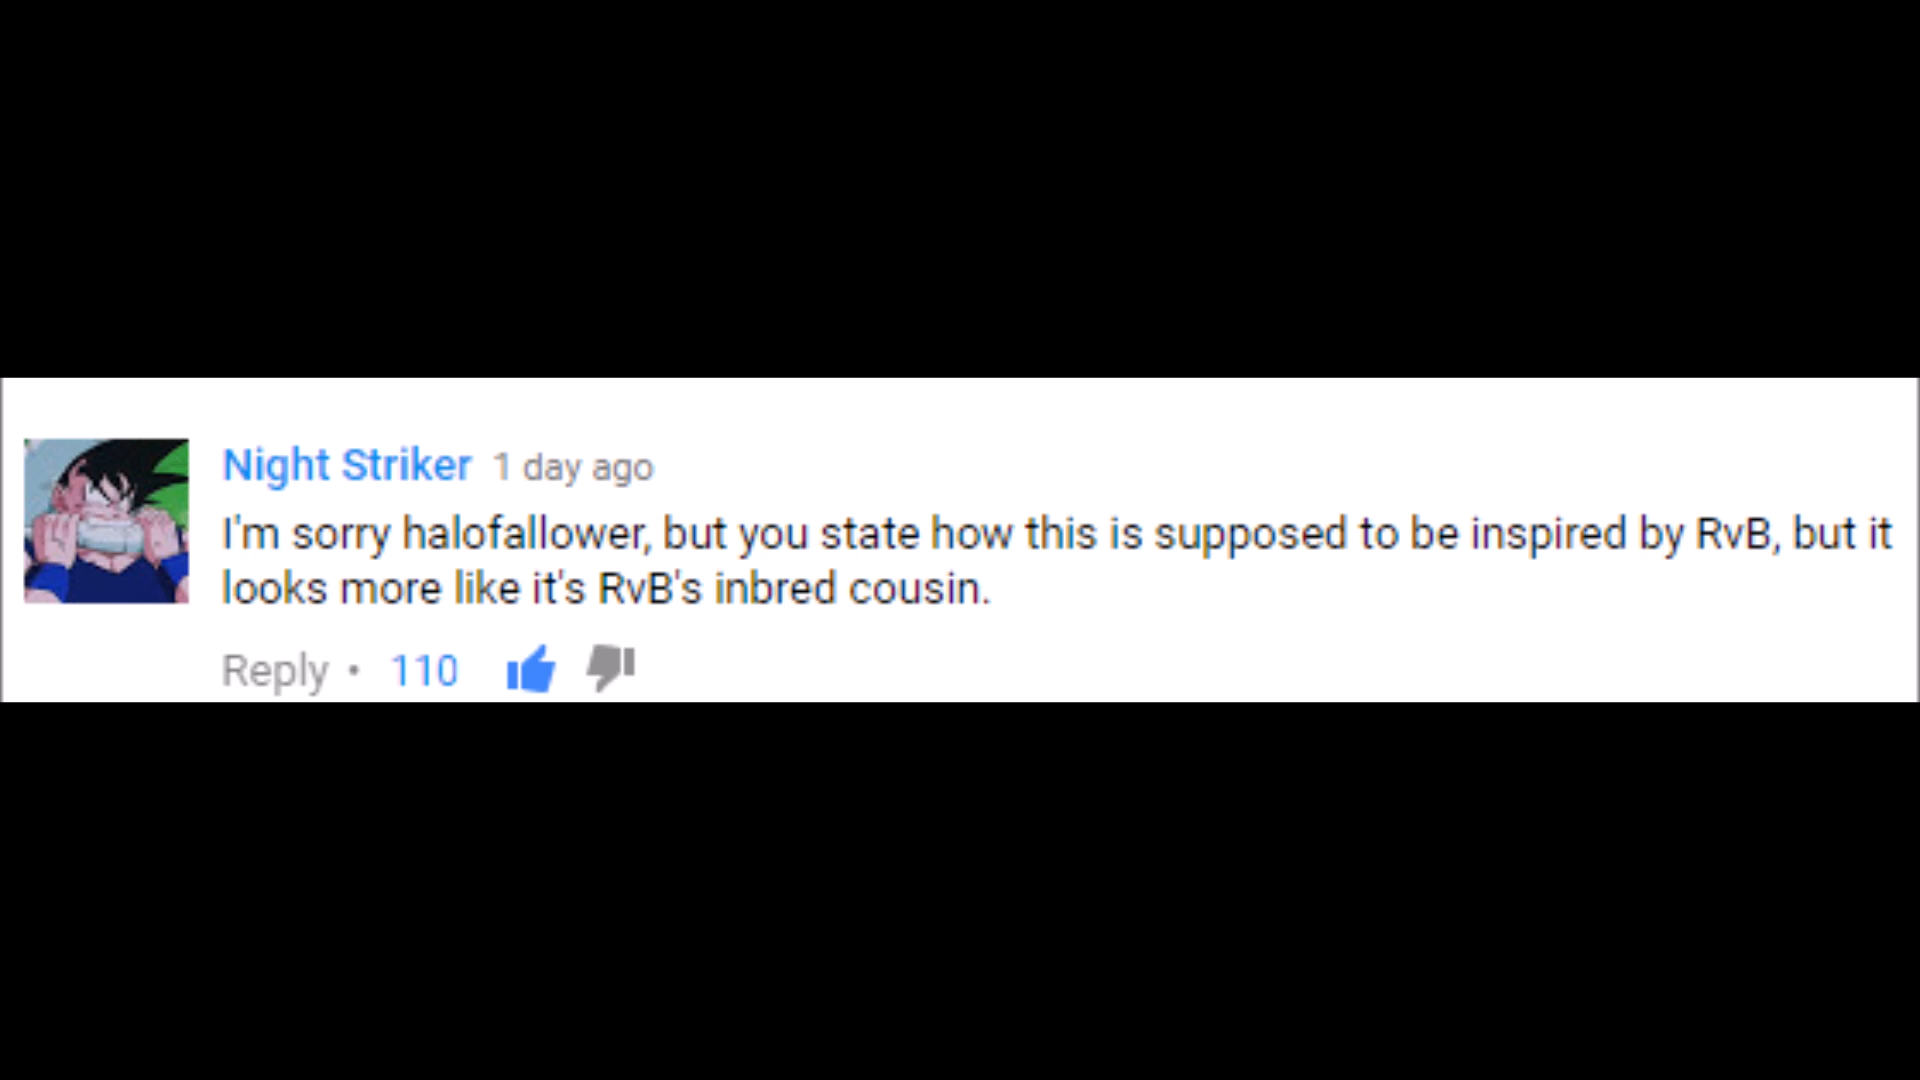 Night Striker 1 day ago
I'm sorry halofallower, but you state how this is supposed to be inspired by RvB, but it
looks more like it's RvB's inbred cousin.
Reply • 110